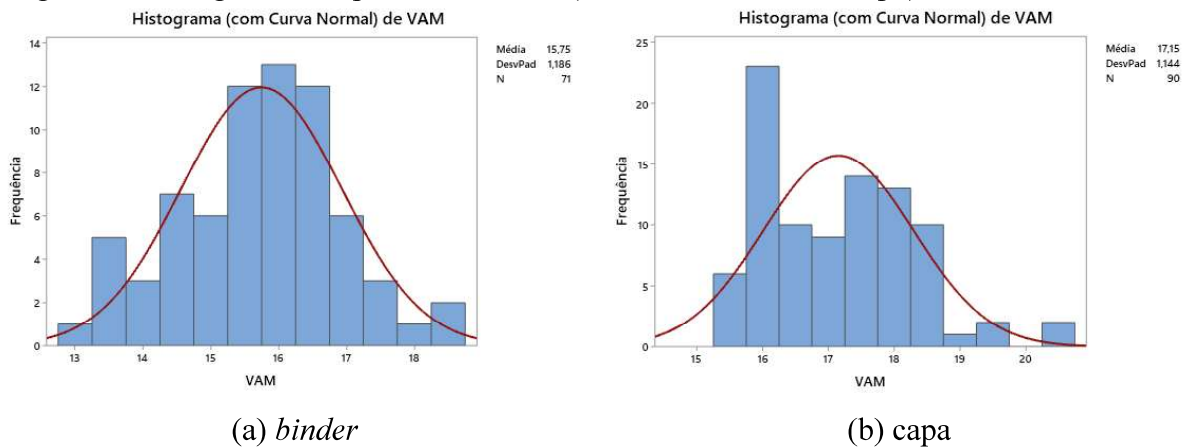 Histograma (com Curva Normal) de VAM
Média 15,75
DesvPad 1,186
N 71
Frequência
14
12
10
8
6
4
2
0
13 14 15 16 17 18
VAM
(a) binder
Histograma (com Curva Normal) de VAM
Média 17,15
DesvPad 1,144
N 90
Frequência
25
20
15
10
5
0
15 16 17 18 19 20
VAM
(b) capa